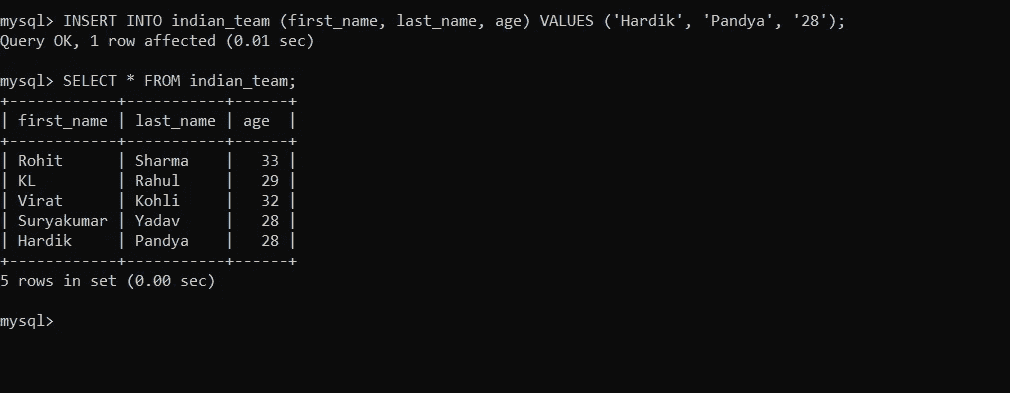 mysql> INSERT INTO indian_team (first_name, last_name, age) VALUES ('Hardik', 'Pandya', '28');
Query OK, 1 row affected (0.01 sec)
mysql> SELECT * FROM indian_team;
+------------+-----------+------+
| first_name | last_name | age  |
+------------+-----------+------+
| Rohit      | Sharma    |   33 |
| KL         | Rahul     |   29 |
| Virat      | Kohli     |   32 |
| Suryakumar | Yadav     |   28 |
| Hardik     | Pandya    |   28 |
+------------+-----------+------+
5 rows in set (0.00 sec)
mysql>